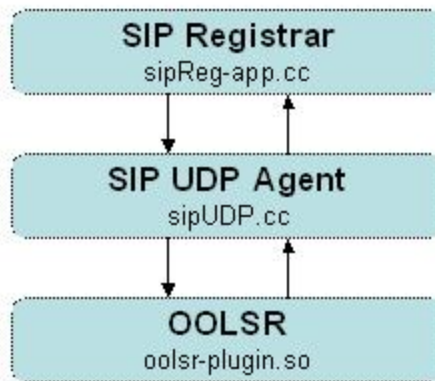 SIP Registrar
sipReg-app.cc
SIP UDP Agent
sipUDP.cc
OOLSR
oolsr-plugin.so